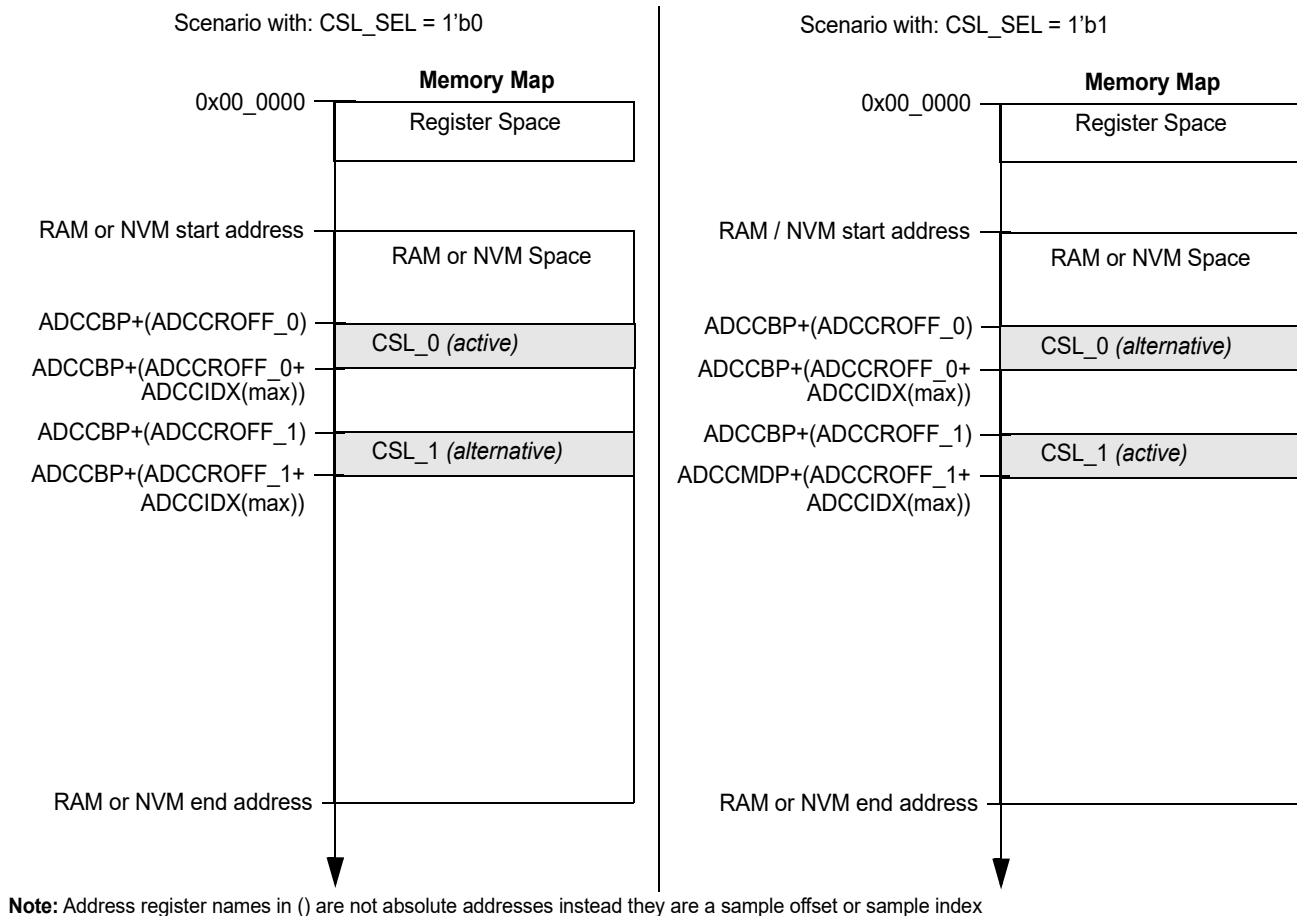 Scenario with: CSL_SEL = 1'b0
Memory Map
0x00_0000
Register Space
RAM or NVM start address
RAM or NVM Space
ADCCBP+(ADCCROFF_0)
CSL_0 (active)
ADCCBP+(ADCCROFF_0+
ADCCIDX(max))
ADCCBP+(ADCCROFF_1)
CSL_1 (alternative)
ADCCBP+(ADCCROFF_1+
ADCCIDX(max))
RAM or NVM end address
Scenario with: CSL_SEL = 1'b1
Memory Map
0x00_0000
Register Space
RAM / NVM start address
RAM or NVM Space
ADCCBP+(ADCCROFF_0)
CSL_0 (alternative)
ADCCBP+(ADCCROFF_0+
ADCCIDX(max))
ADCCBP+(ADCCROFF_1)
CSL_1 (active)
ADCCMDP+(ADCCROFF_1+
ADCCIDX(max))
RAM or NVM end address
Note: Address register names in () are not absolute addresses instead they are a sample offset or sample index